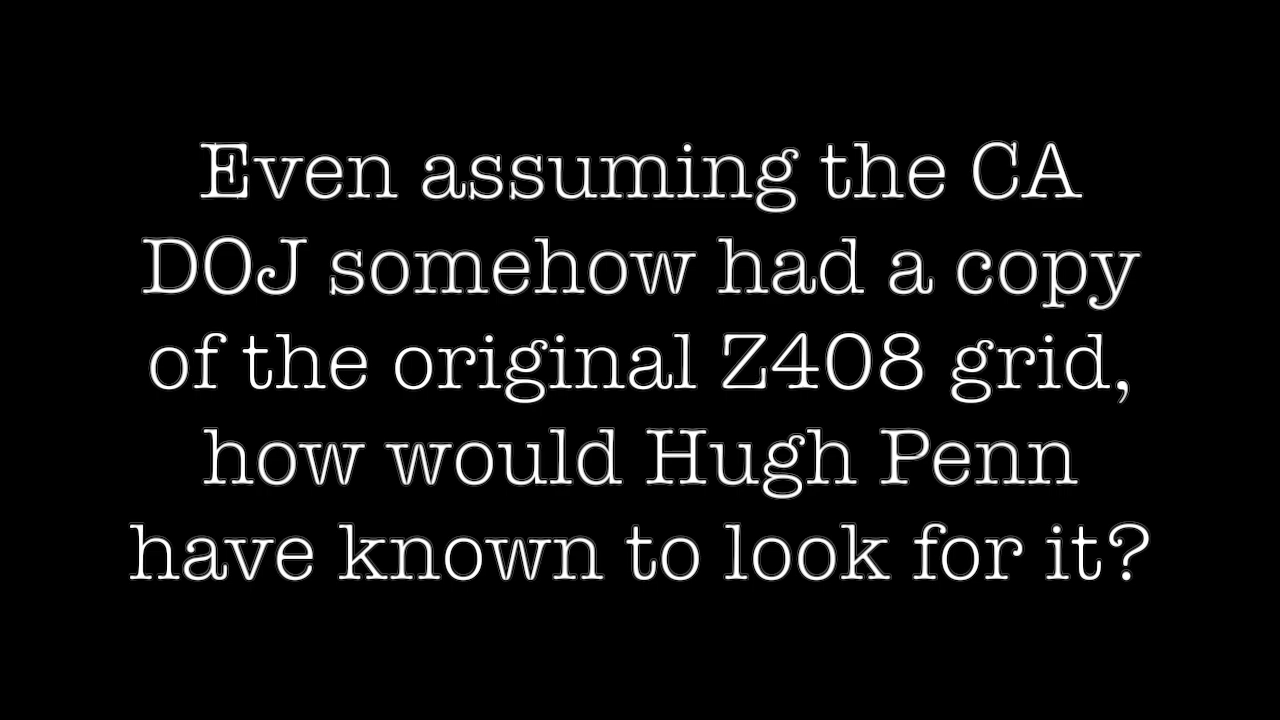 Even assuming the CA
DOJ somehow had a copy
of the original Z408 grid,
how would Hugh Penn
have known to look for it?